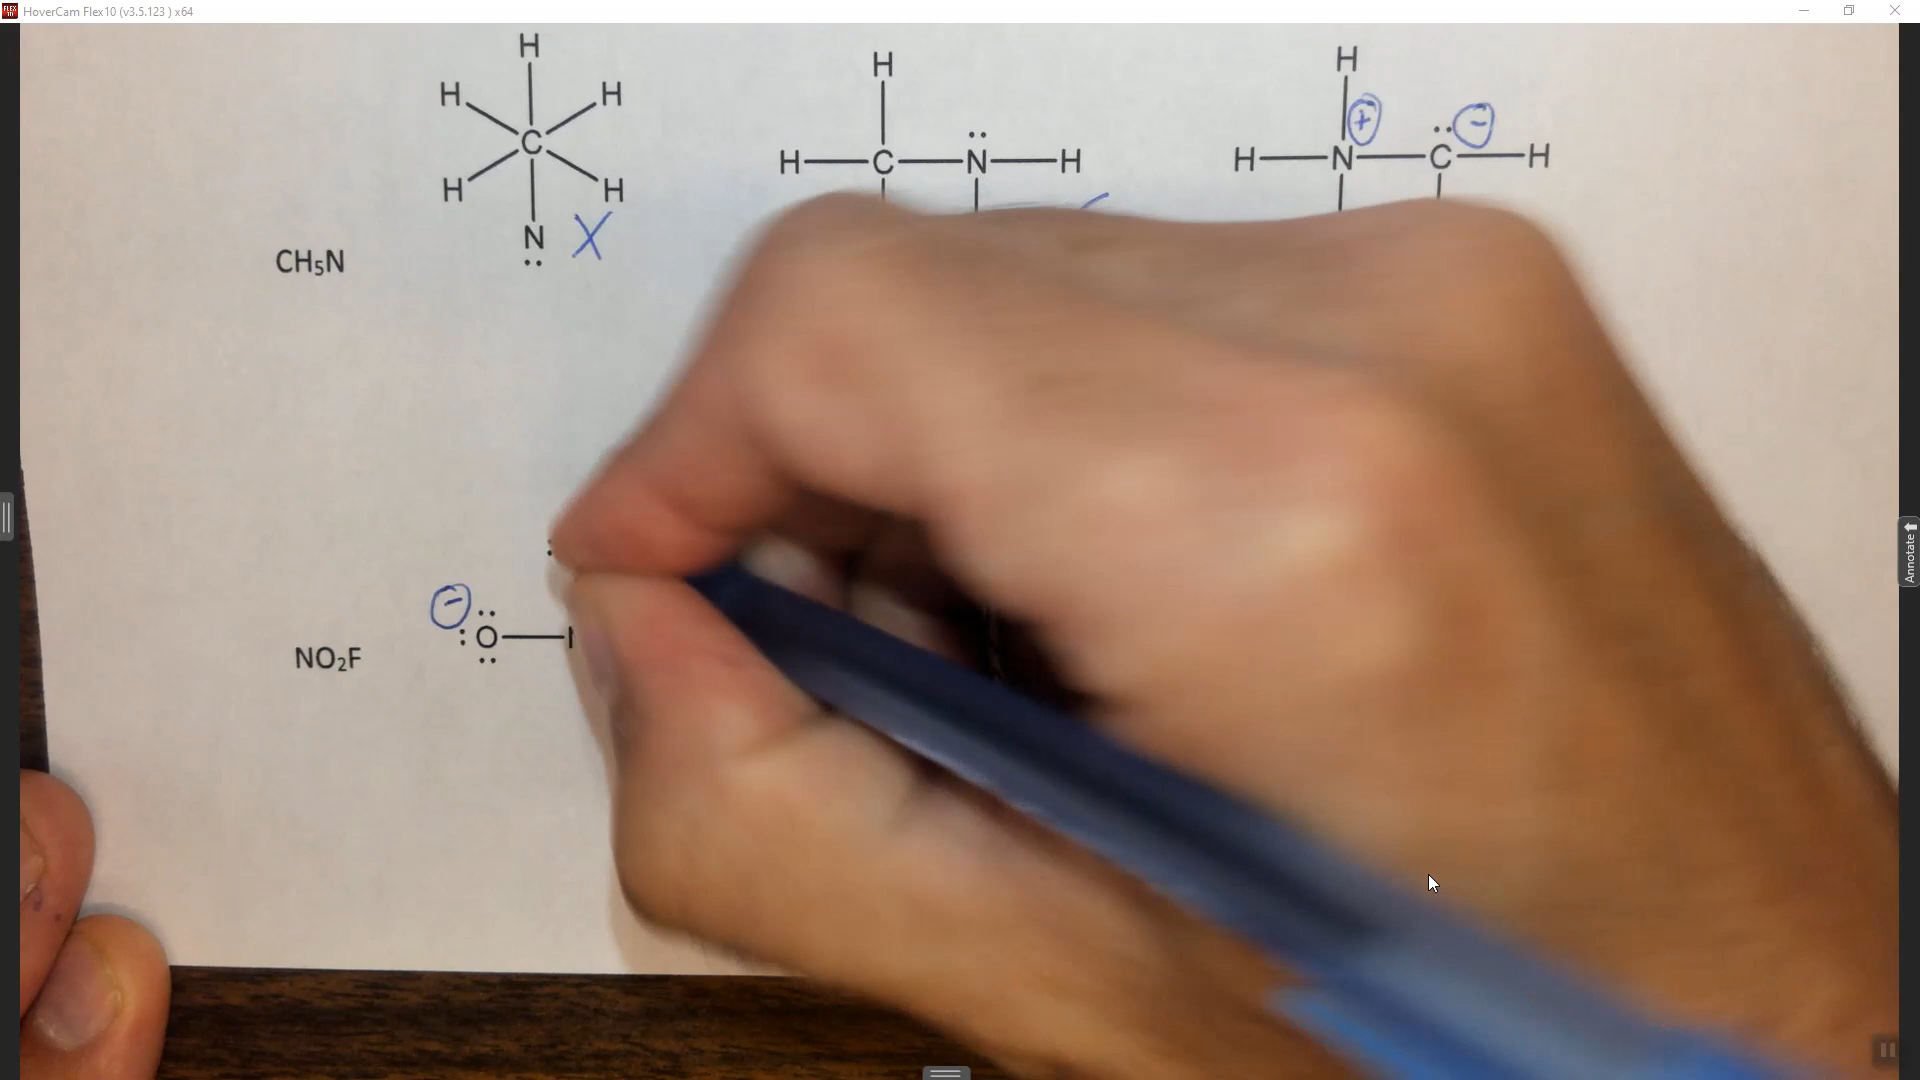 HoverCam Flex10 (v3.5.123 ) x64
H
H H
C
H H
N X
CH₅N
H
H C N H
H
+ -
H N C H
-
O
NO₂F
Annotate